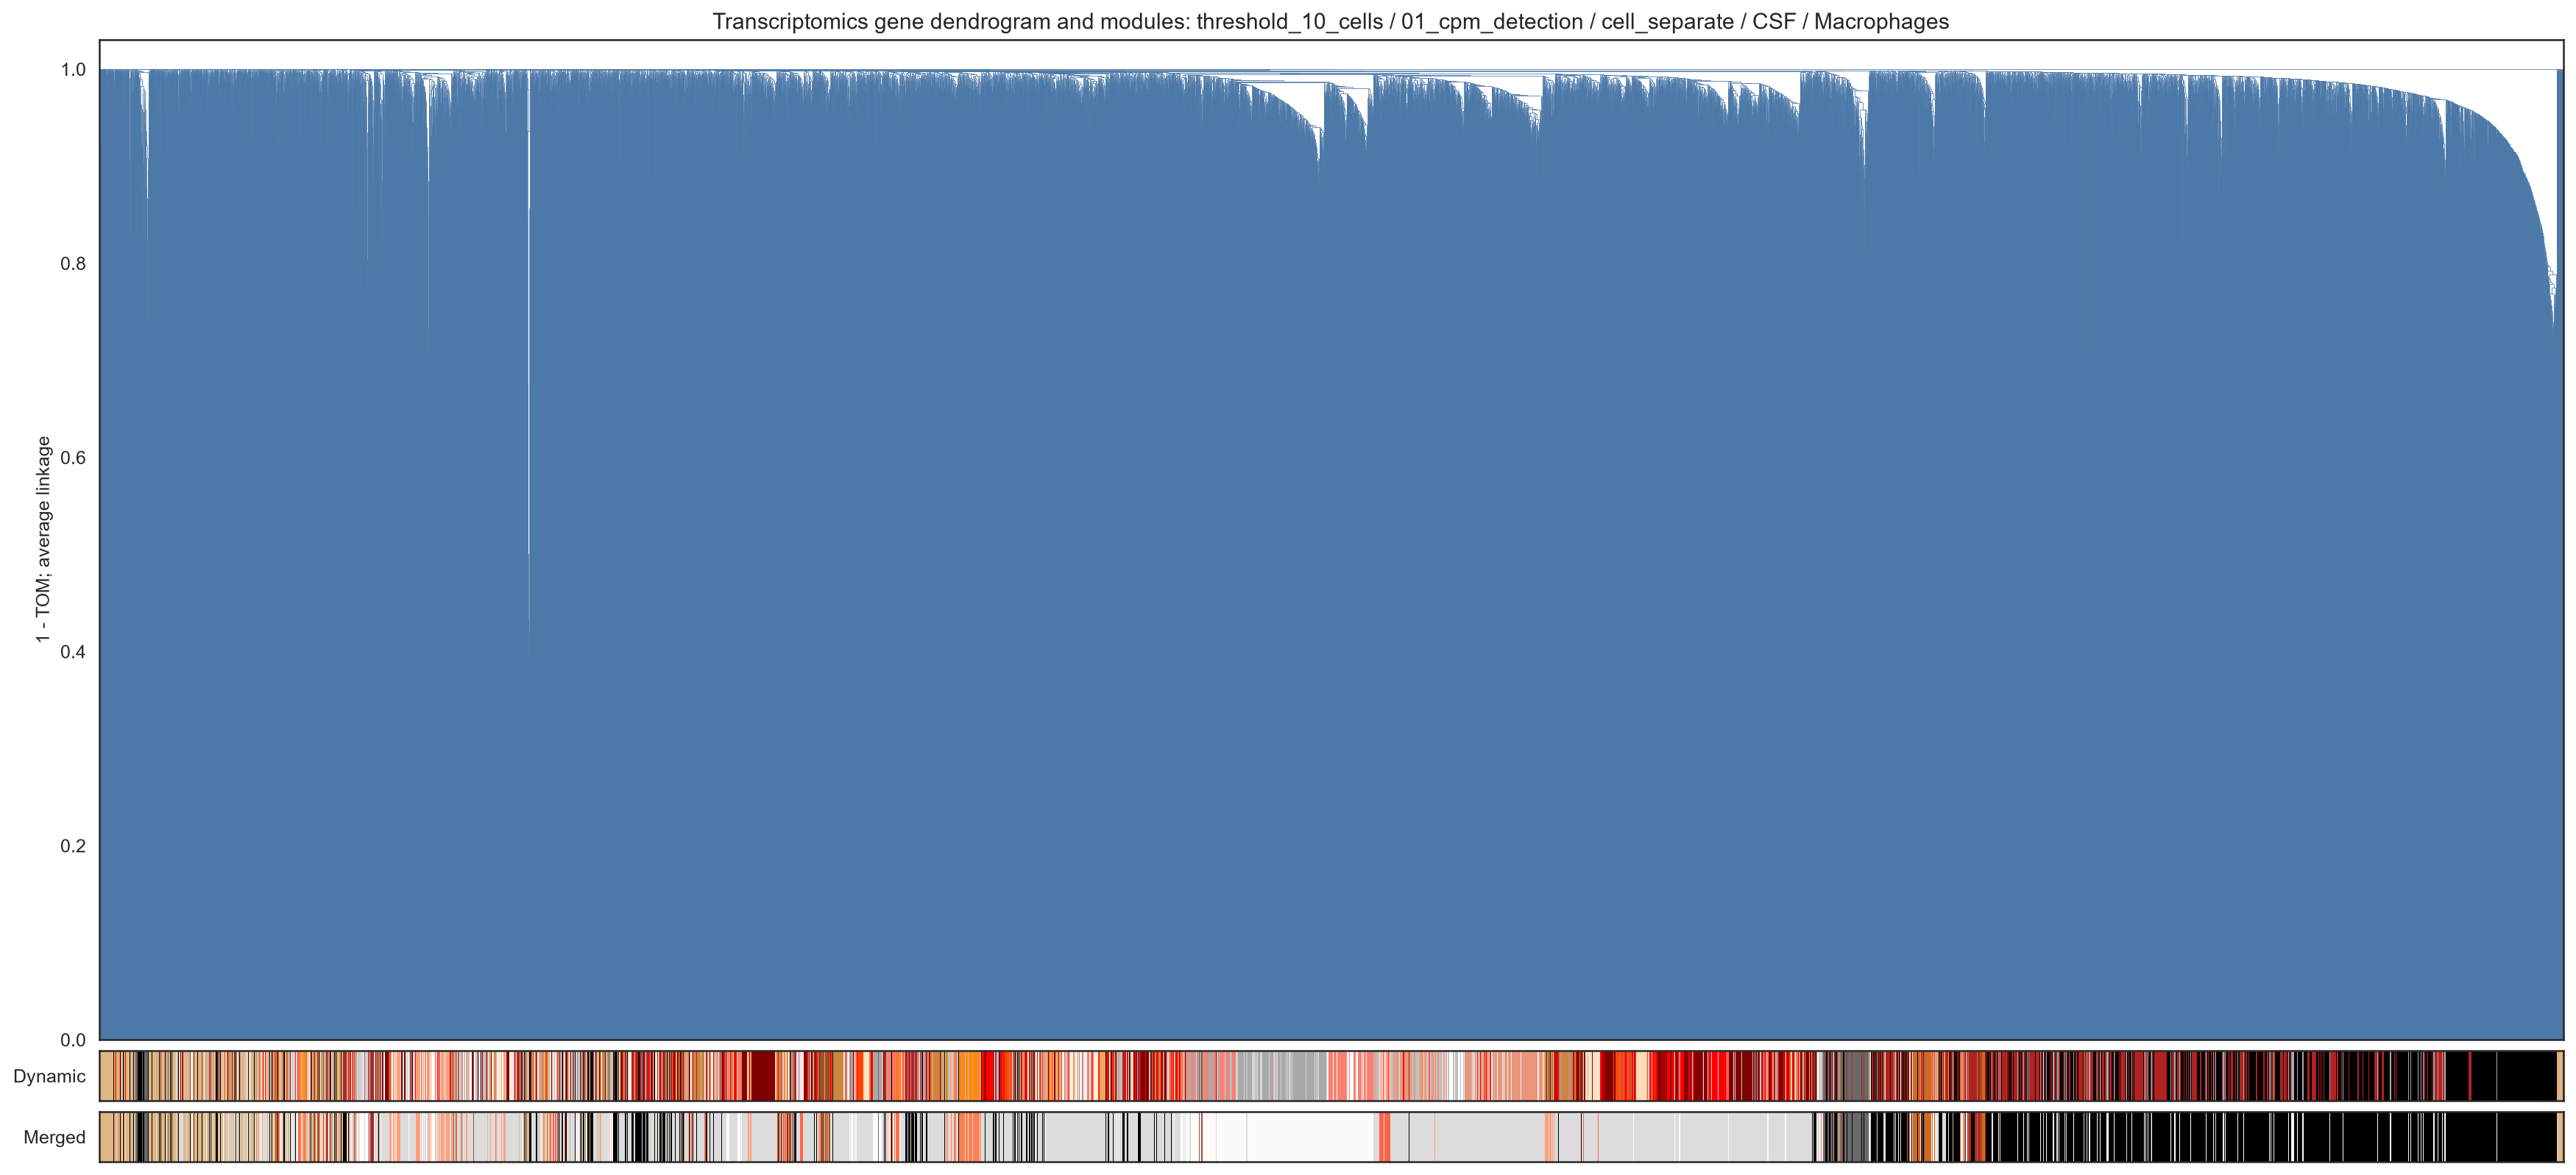 Transcriptomics gene dendrogram and modules: threshold_10_cells / 01_cpm_detection / cell_separate / CSF / Macrophages
1 - TOM; average linkage
1.0
0.8
0.6
0.4
0.2
0.0
Dynamic
Merged